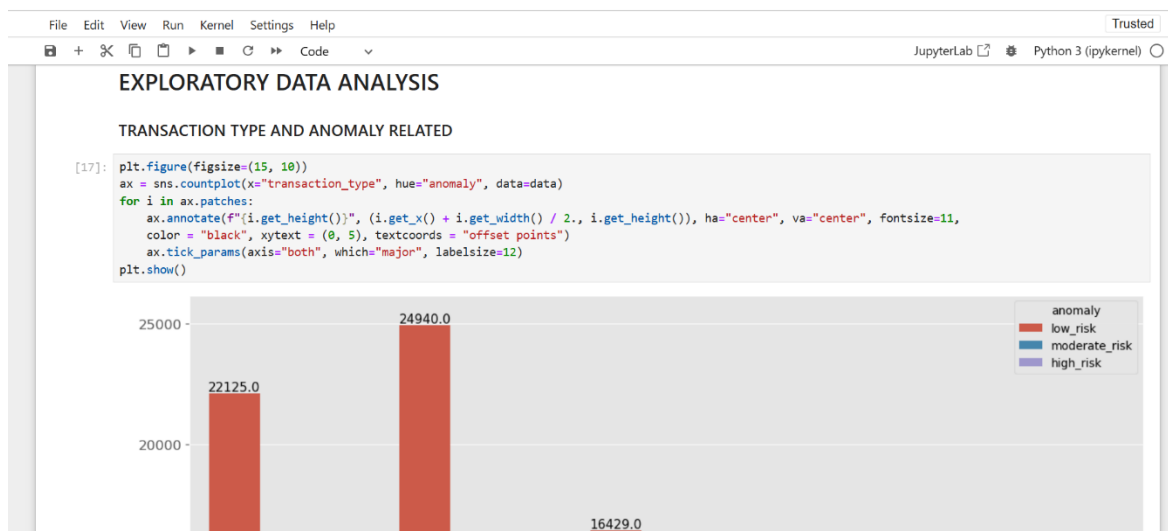 File Edit View Run Kernel Settings Help Trusted
Code JupyterLab Python 3 (ipykernel)
EXPLORATORY DATA ANALYSIS
TRANSACTION TYPE AND ANOMALY RELATED
[17]: plt.figure(figsize=(15, 10))
ax = sns.countplot(x="transaction_type", hue="anomaly", data=data)
for i in ax.patches:
    ax.annotate(f"{i.get_height()}", (i.get_x() + i.get_width() / 2., i.get_height()), ha="center", va="center", fontsize=11,
    color = "black", xytext = (0, 5), textcoords = "offset points")
    ax.tick_params(axis="both", which="major", labelsize=12)
plt.show()
anomaly
low_risk
moderate_risk
high_risk
25000
24940.0
22125.0
20000
16429.0